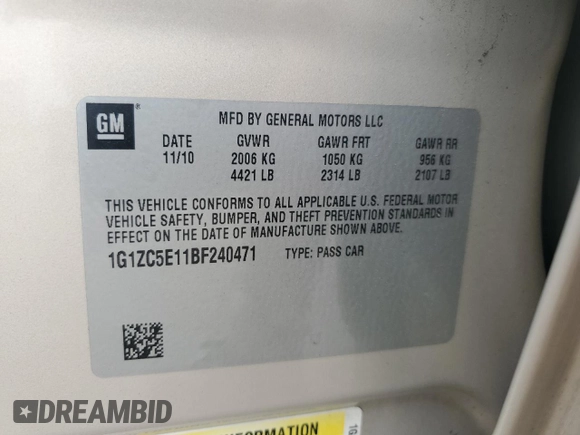 GM
MFD BY GENERAL MOTORS LLC
DATE GVWR GAWR FRT GAWR RR
11/10 2006 KG 1050 KG 956 KG
4421 LB 2314 LB 2107 LB
THIS VEHICLE CONFORMS TO ALL APPLICABLE U.S. FEDERAL MOTOR
VEHICLE SAFETY, BUMPER, AND THEFT PREVENTION STANDARDS IN
EFFECT ON THE DATE OF MANUFACTURE SHOWN ABOVE.
1G1ZC5E11BF240471 TYPE: PASS CAR
DREAMBID
INFORMATION